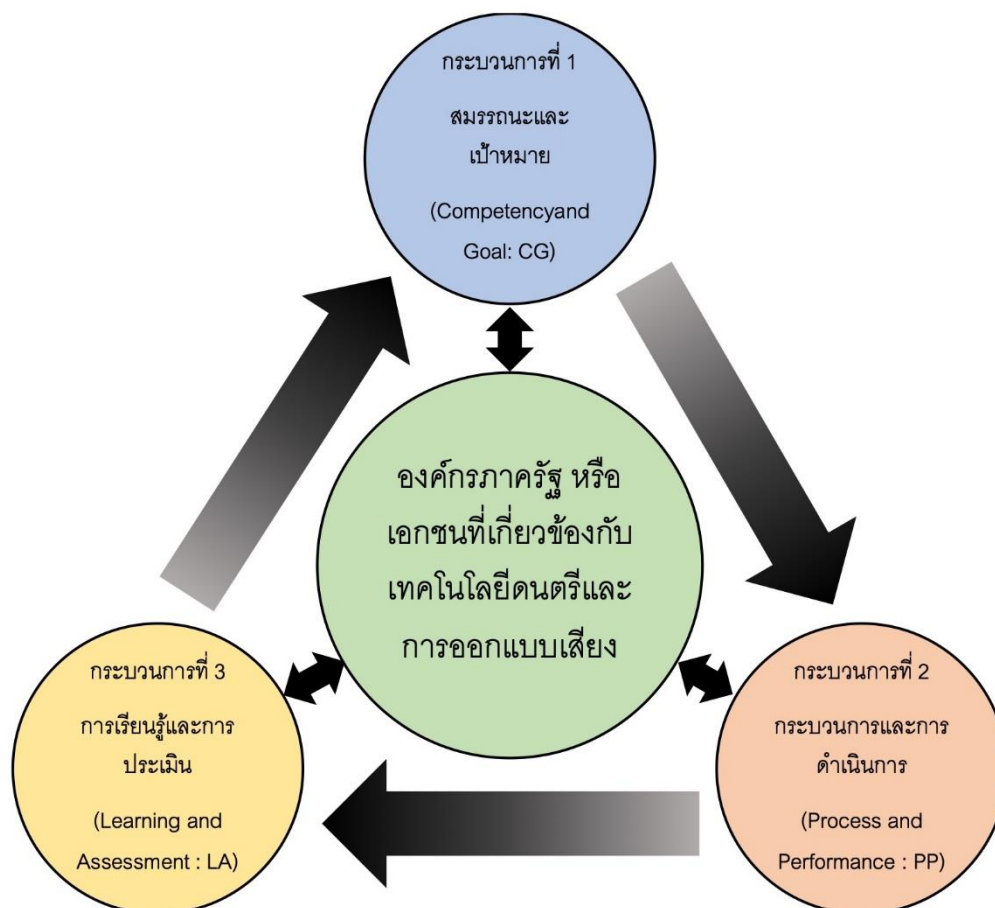 กระบวนการที่ 1
สมรรถนะและ
เป้าหมาย
(Competencyand
Goal: CG)
องค์กรภาครัฐ หรือ
เอกชนที่เกี่ยวข้องกับ
เทคโนโลยีดนตรีและ
การออกแบบเสียง
กระบวนการที่ 3
การเรียนรู้และการ
ประเมิน
(Learning and
Assessment : LA)
กระบวนการที่ 2
กระบวนการและการ
ดำเนินการ
(Process and
Performance : PP)